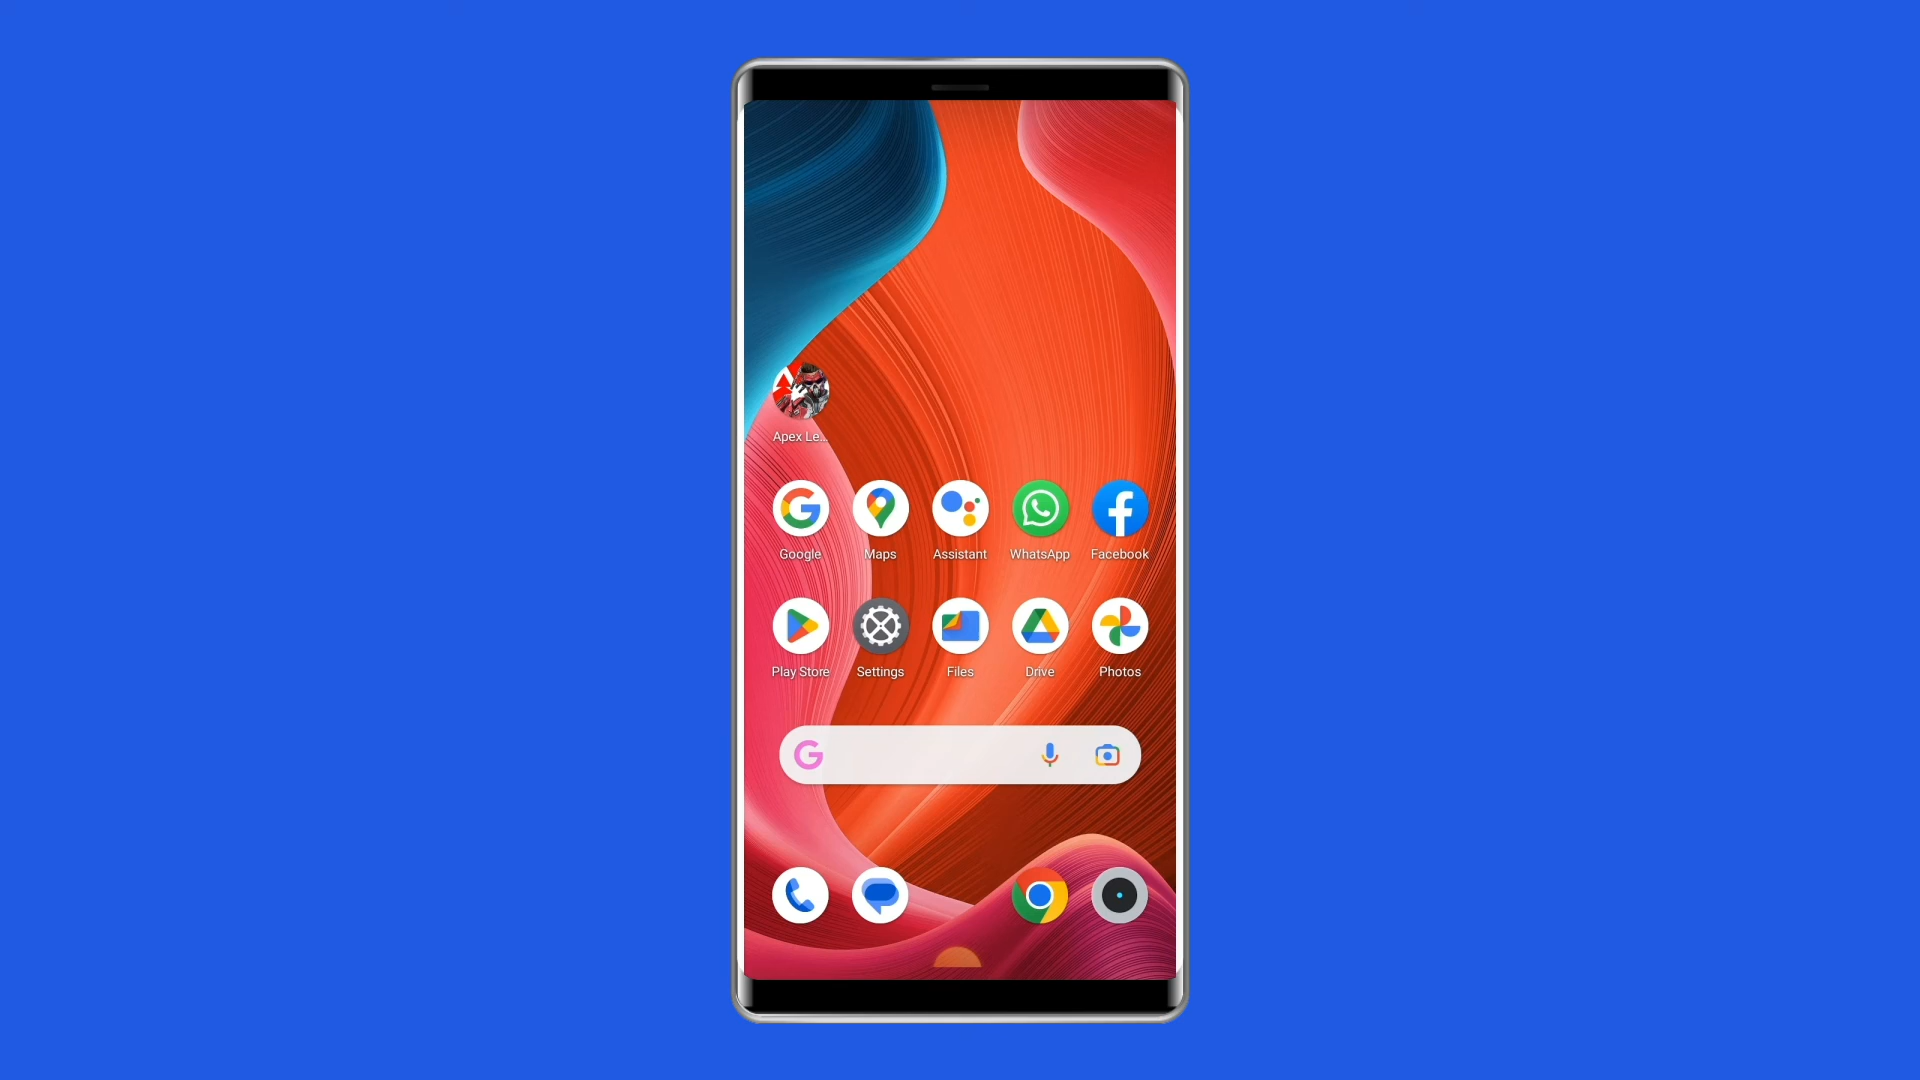 Apex Le...
Google Maps Assistant WhatsApp Facebook
Play Store Settings Files Drive Photos